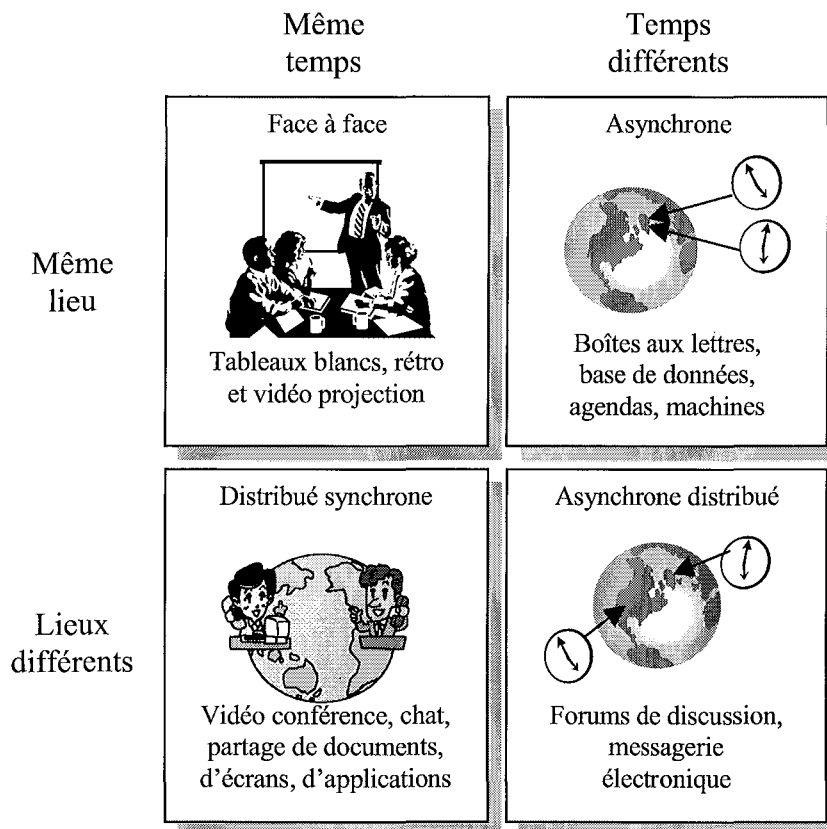 Même
temps
Temps
différents
Même
lieu
Face à face
Tableaux blancs, rétro
et vidéo projection
Asynchrone
Boîtes aux lettres,
base de données,
agendas, machines
Lieux
différents
Distribué synchrone
Vidéo conférence, chat,
partage de documents,
d'écrans, d'applications
Asynchrone distribué
Forums de discussion,
messagerie
électronique